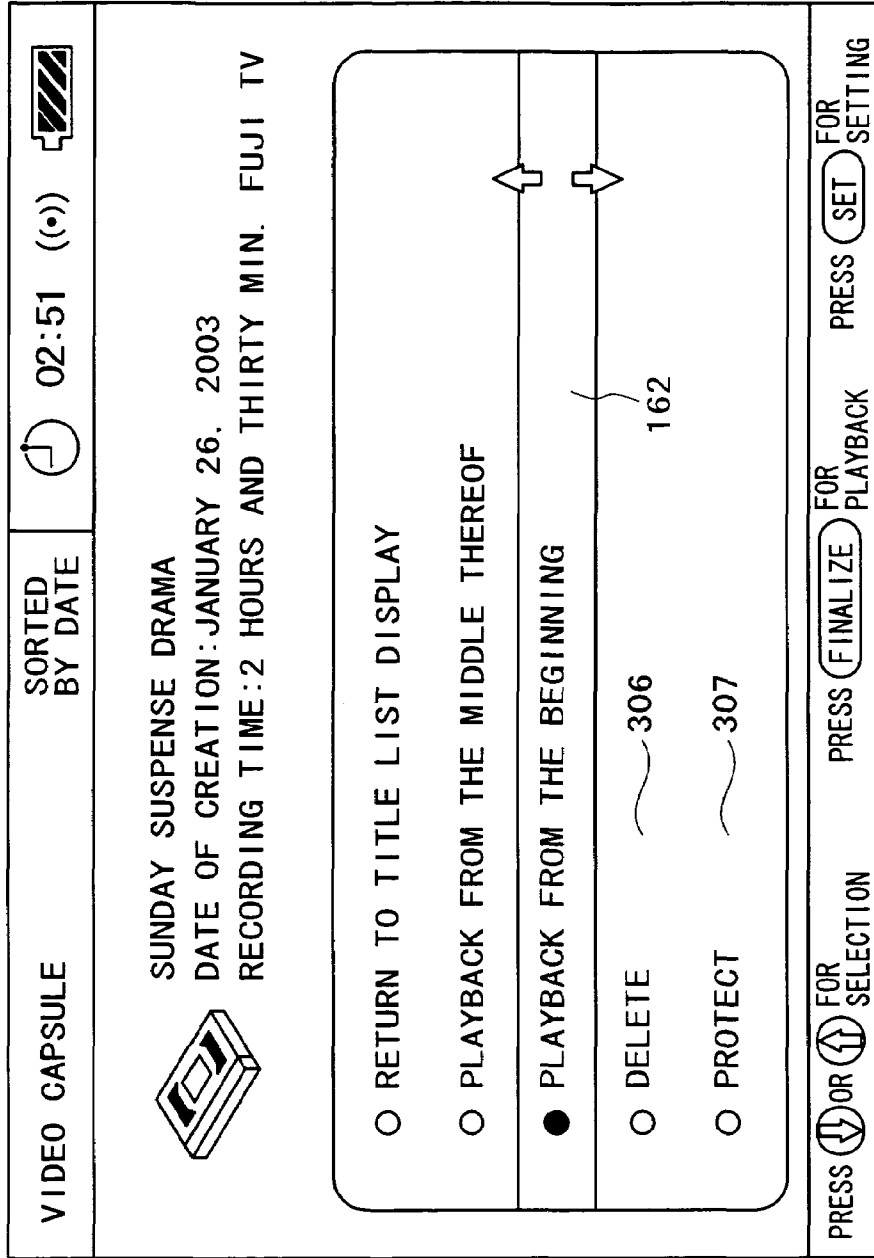 VIDEO CAPSULE
SORTED
BY DATE
02:51
SUNDAY SUSPENSE DRAMA
DATE OF CREATION:JANUARY 26. 2003
RECORDING TIME:2 HOURS AND THIRTY MIN. FUJI TV
RETURN TO TITLE LIST DISPLAY
PLAYBACK FROM THE MIDDLE THEREOF
PLAYBACK FROM THE BEGINNING
162
DELETE 306
PROTECT 307
PRESS OR FOR
SELECTION
PRESS FINALIZE FOR
PLAYBACK
PRESS SET FOR
SETTING